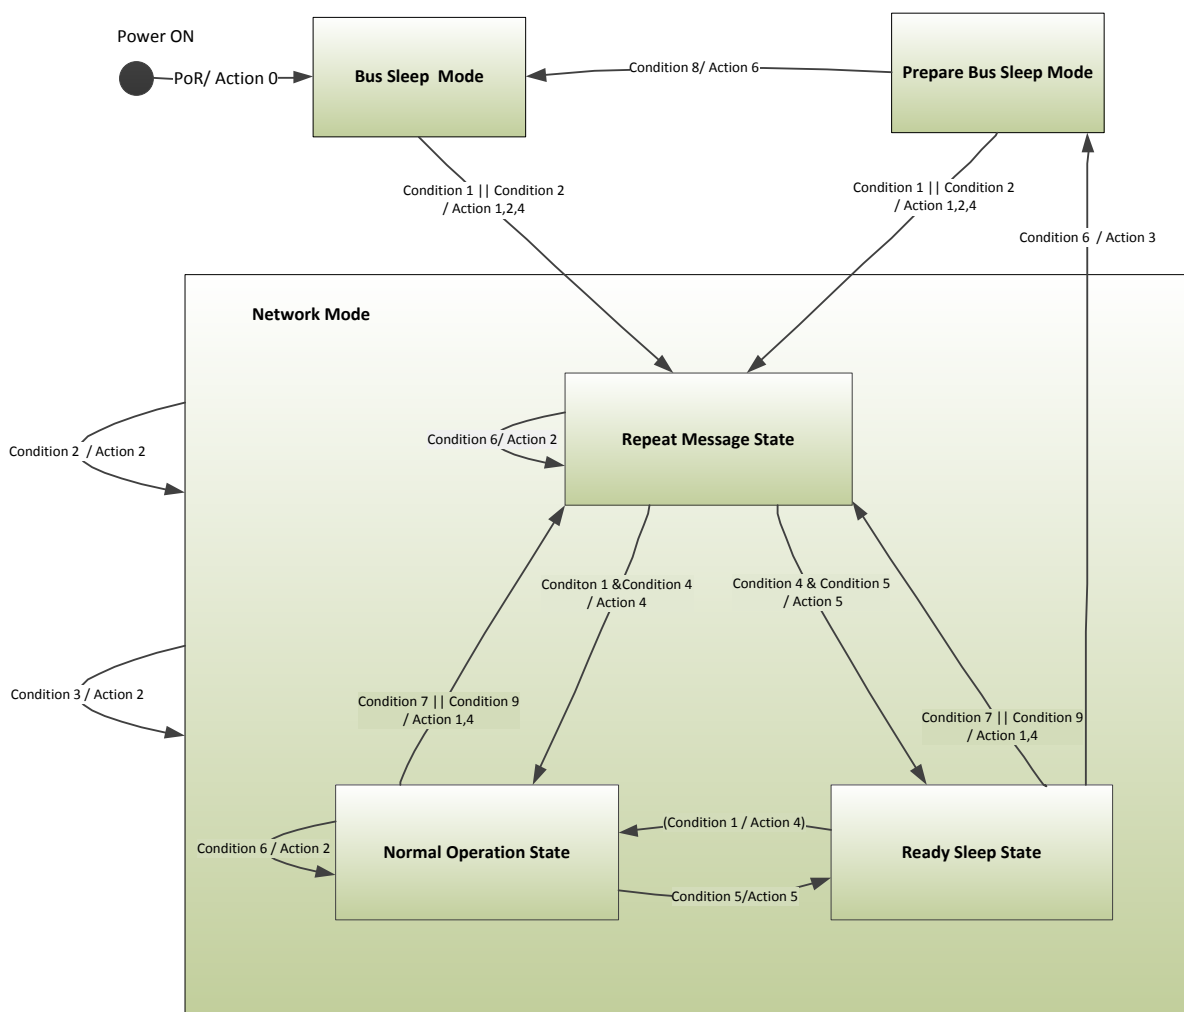 Power ON
PoR/ Action 0
Bus Sleep  Mode
Condition 8/ Action 6
Prepare Bus Sleep Mode
Condition 1 || Condition 2
/ Action 1,2,4
Condition 1 || Condition 2
/ Action 1,2,4
Condition 6  / Action 3
Network Mode
Condition 2  / Action 2
Condition 6/ Action 2
Repeat Message State
Conditon 1 &Condition 4
/ Action 4
Condition 4 & Condition 5
/ Action 5
Condition 3 / Action 2
Condition 7 || Condition 9
/ Action 1,4
Condition 7 || Condition 9
/ Action 1,4
Condition 6 / Action 2
Normal Operation State
(Condition 1 / Action 4)
Condition 5/Action 5
Ready Sleep State